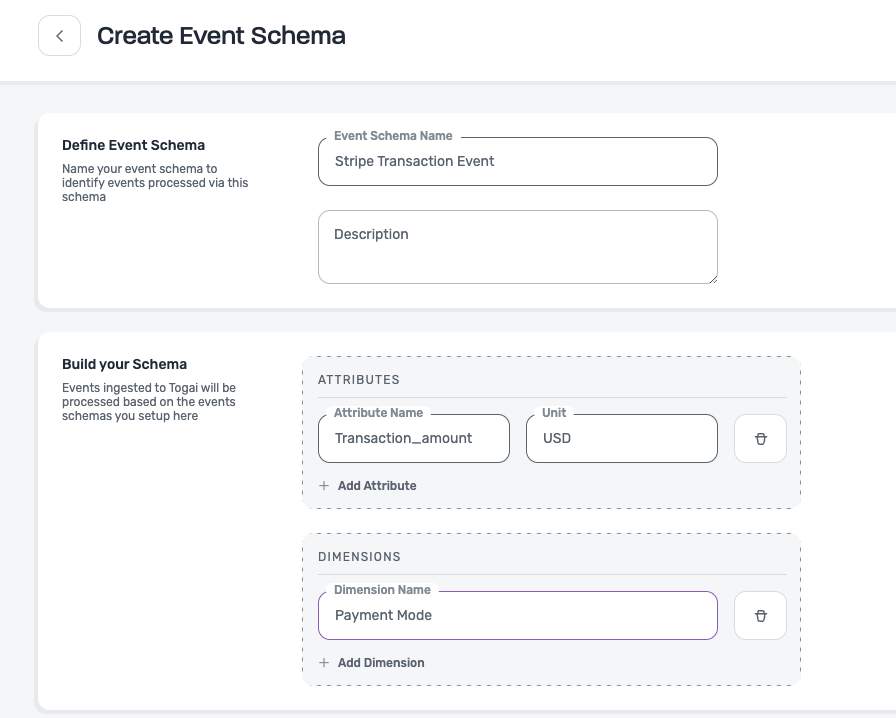 Create Event Schema
Define Event Schema
Name your event schema to
identify events processed via this
schema
Event Schema Name
Stripe Transaction Event
Description
Build your Schema
Events ingested to Togai will be
processed based on the events
schemas you setup here
ATTRIBUTES
Attribute Name
Transaction_amount
Unit
USD
+ Add Attribute
DIMENSIONS
Dimension Name
Payment Mode
+ Add Dimension